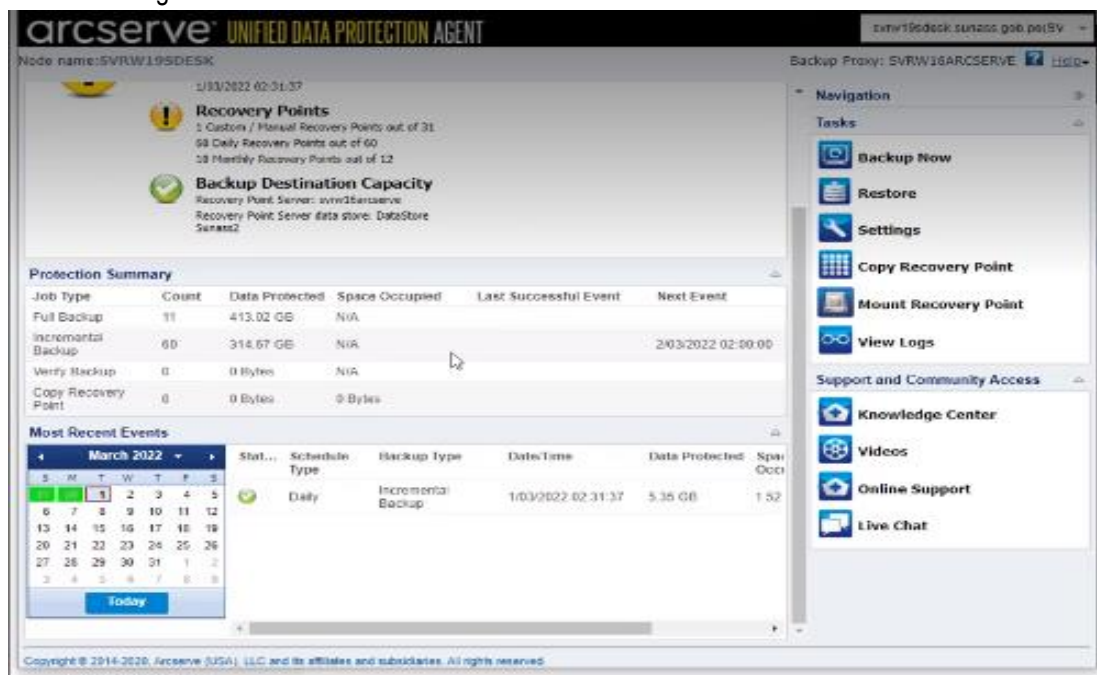 arcserve UNIFIED DATA PROTECTION AGENT
Node name:SVRW19SDESK
Backup Proxy: SVRW16ARCSERVE Help
1/03/2022 02:31:37
Recovery Points
1 Custom / Manual Recovery Points out of 31
Daily Recovery Points out of 60
10 Monthly Recovery Points out of 12
Backup Destination Capacity
Recovery Point Server: svrw16arcserve
Recovery Point Server data store: DataStore
Sunass2
Protection Summary
Job Type Count Data Protected Space Occupied Last Successful Event Next Event
Full Backup 11 413.02 GB N/A
Incremental
Backup 60 314.67 GB N/A 2/03/2022 02:00:00
Verify Backup 0 0 Bytes N/A
Copy Recovery
Point 0 0 Bytes 0 Bytes
Most Recent Events
March 2022
S M T W T F S
1 2 3 4 5
6 7 8 9 10 11 12
13 14 15 16 17 18 19
20 21 22 23 24 25 26
27 28 29 30 31 1 2
3 4 5 6 7 8 9
Today
Stat... Schedule
Type Backup Type Date/Time Data Protected Spa
Occ
Daily Incremental
Backup 1/03/2022 02:31:37 5.35 GB 1.52
Navigation
Tasks
Backup Now
Restore
Settings
Copy Recovery Point
Mount Recovery Point
View Logs
Support and Community Access
Knowledge Center
Videos
Online Support
Live Chat
Copyright © 2014-2020, Arcserve (USA), LLC and its affiliates and subsidiaries. All rights reserved.